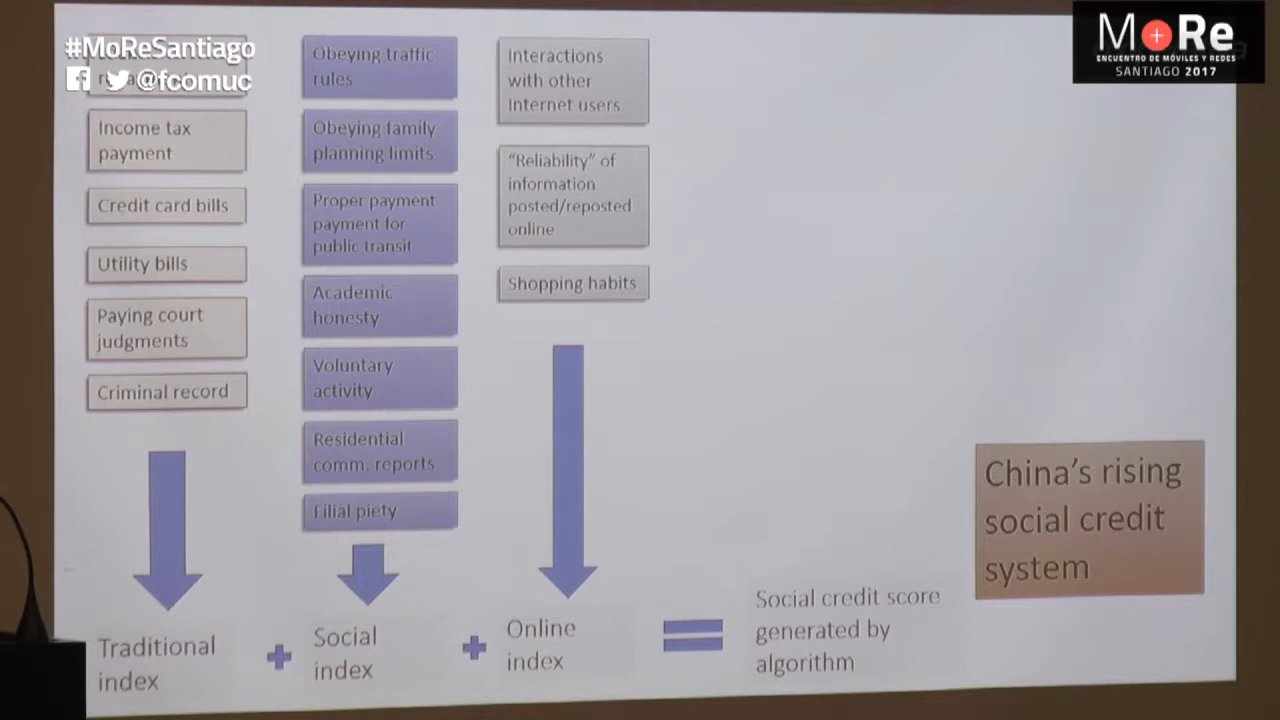 #MoReSantiago
@fcomuc
MoRe
ENCUENTRO DE MÓVILES Y REDES
SANTIAGO 2017
Income tax
payment
Credit card bills
Utility bills
Paying court
judgments
Criminal record
Traditional
index
Obeying traffic
rules
Obeying family
planning limits
Proper payment
payment for
public transit
Academic
honesty
Voluntary
activity
Residential
comm. reports
Filial piety
+
Social
index
Interactions
with other
Internet users
“Reliability” of
information
posted/reposted
online
Shopping habits
+
Online
index
=
Social credit score
generated by
algorithm
China’s rising
social credit
system